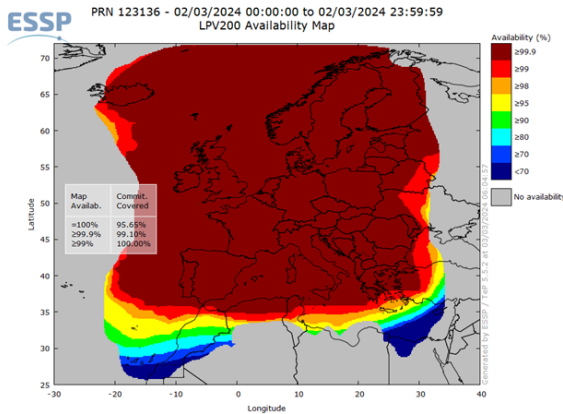 ESSP
PRN 123136 - 02/03/2024 00:00:00 to 02/03/2024 23:59:59
LPV200 Availability Map
Availability (%)
≥99.9
≥99
≥98
≥95
≥90
≥80
≥70
<70
No availability
70
65
60
55
50
45
40
35
30
25
Latitude
Map Commit.
Availab. Covered
=100% 95.65%
≥99.9% 99.10%
≥99% 100.00%
-30 -20 -10 0 10 20 30 40
Longitude
Generated by ESSP / TeP 5.5.2 at 03/03/2024 06:04:57